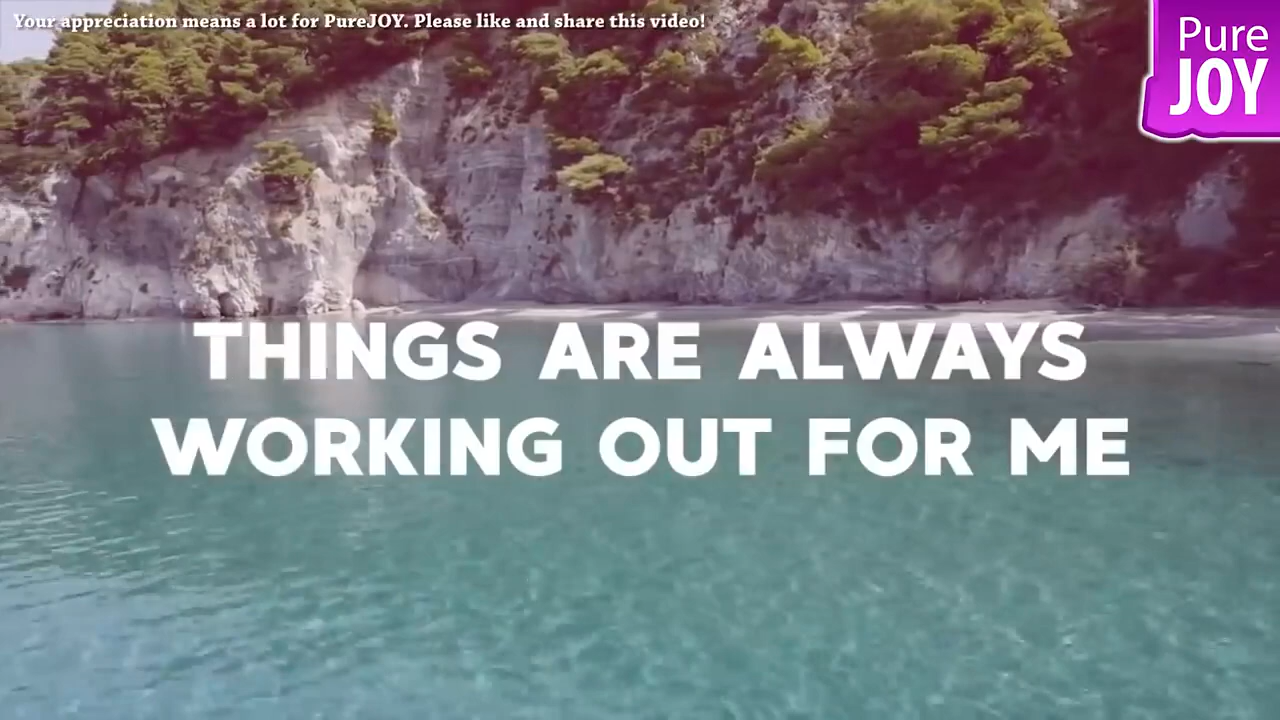 Your appreciation means a lot for PureJOY. Please like and share this video!
Pure
JOY
THINGS ARE ALWAYS
WORKING OUT FOR ME